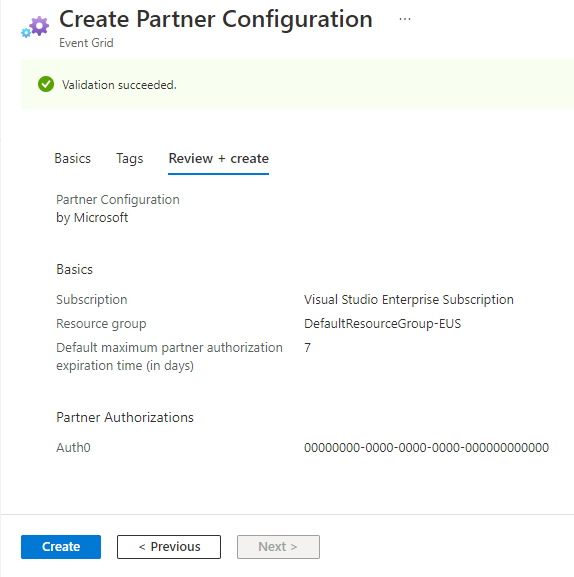 Create Partner Configuration ...
Event Grid
Validation succeeded.
Basics Tags Review + create
Partner Configuration
by Microsoft
Basics
Subscription Visual Studio Enterprise Subscription
Resource group DefaultResourceGroup-EUS
Default maximum partner authorization 7
expiration time (in days)
Partner Authorizations
Auth0 00000000-0000-0000-0000-000000000000
Create < Previous Next >